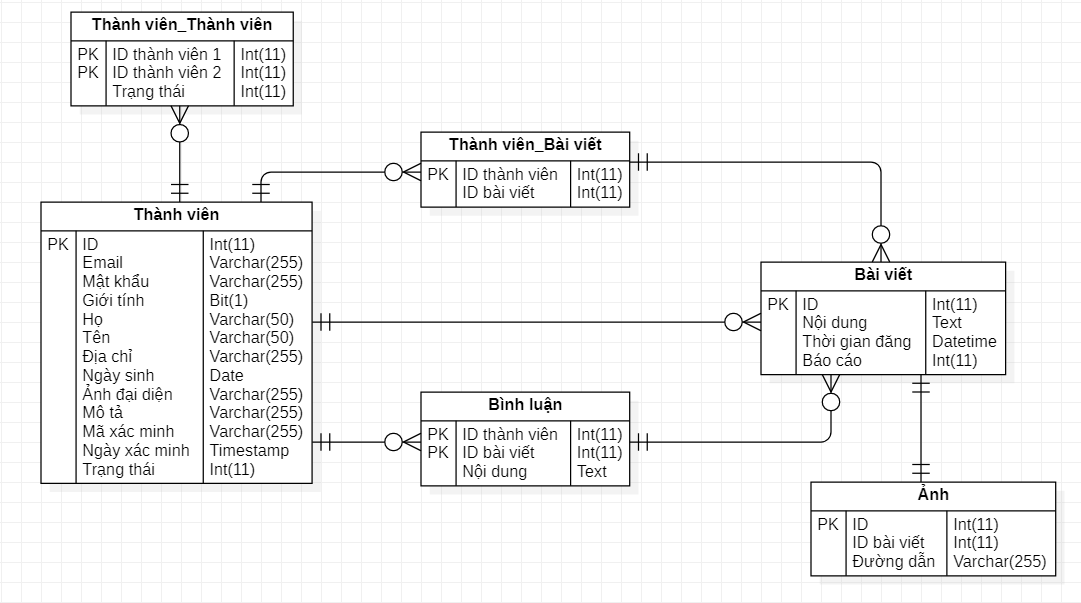 Thành viên_Thành viên
PK ID thành viên 1 Int(11)
PK ID thành viên 2 Int(11)
Trạng thái Int(11)
Thành viên_Bài viết
PK ID thành viên Int(11)
ID bài viết Int(11)
Thành viên
PK ID Int(11)
Email Varchar(255)
Mật khẩu Varchar(255)
Giới tính Bit(1)
Họ Varchar(50)
Tên Varchar(50)
Địa chỉ Varchar(255)
Ngày sinh Date
Ảnh đại diện Varchar(255)
Mô tả Varchar(255)
Mã xác minh Varchar(255)
Ngày xác minh Timestamp
Trạng thái Int(11)
Bài viết
PK ID Int(11)
Nội dung Text
Thời gian đăng Datetime
Báo cáo Int(11)
Bình luận
PK ID thành viên Int(11)
PK ID bài viết Int(11)
Nội dung Text
Ảnh
PK ID Int(11)
ID bài viết Int(11)
Đường dẫn Varchar(255)